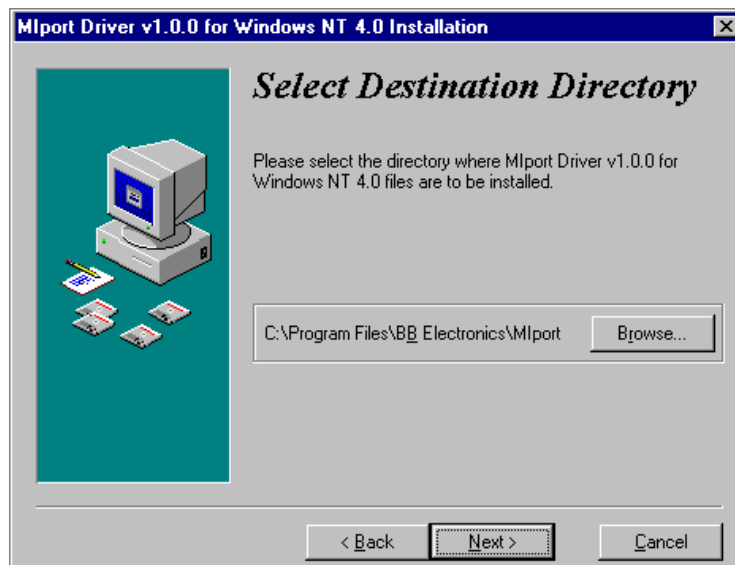 MIport Driver v1.0.0 for Windows NT 4.0 Installation
Select Destination Directory
Please select the directory where MIport Driver v1.0.0 for
Windows NT 4.0 files are to be installed.
C:\Program Files\BB Electronics\MIport
Browse...
< Back
Next >
Cancel